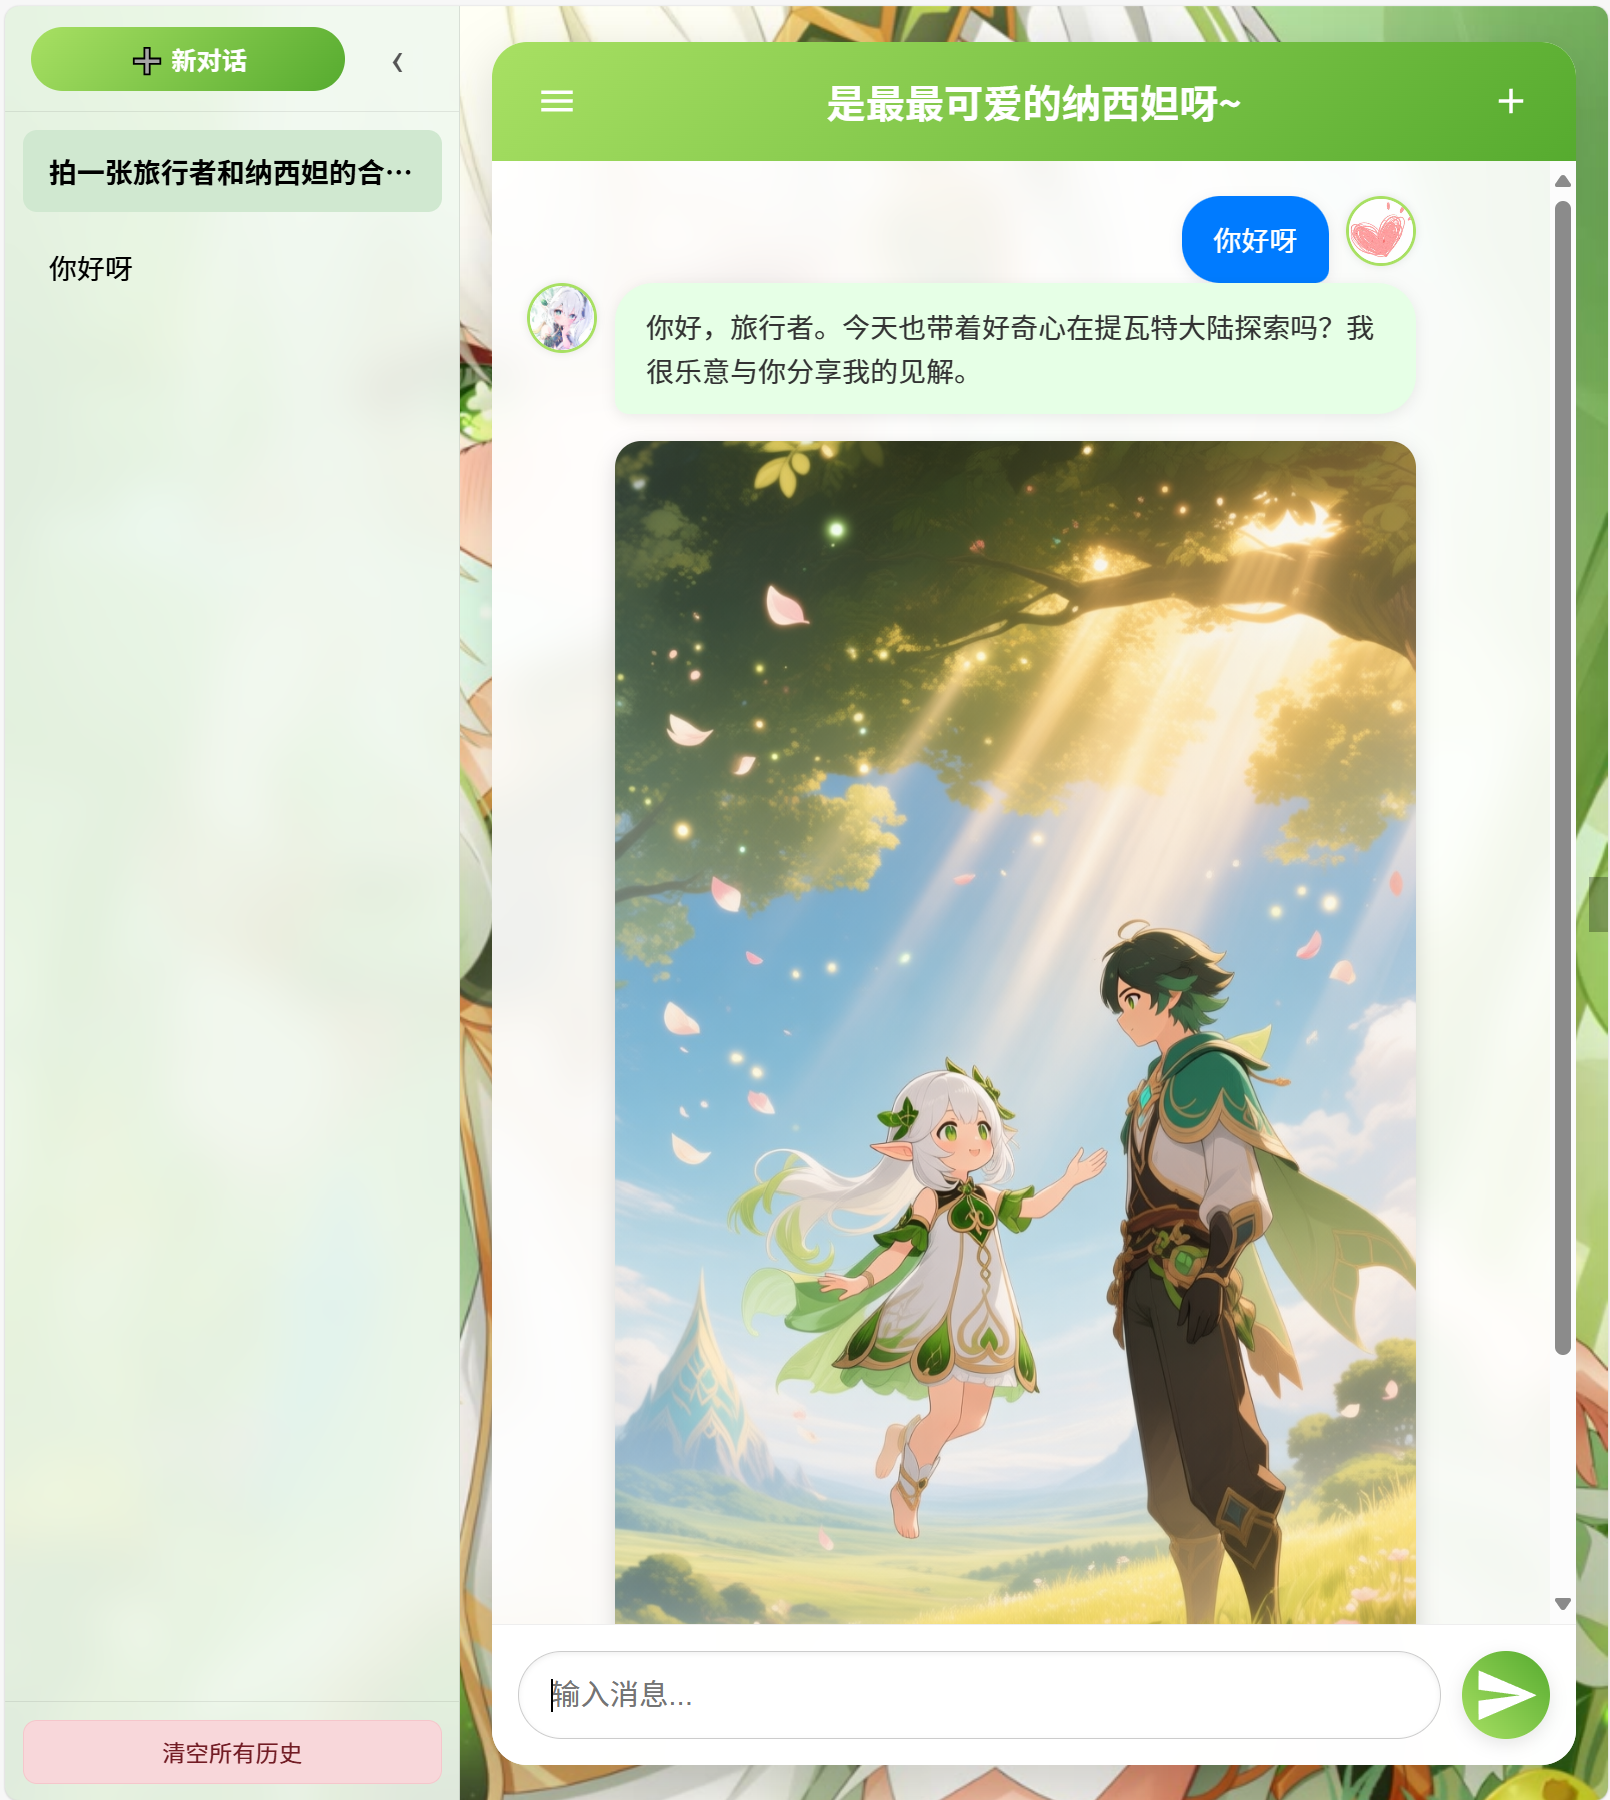 新对话
拍一张旅行者和纳西妲的合…
你好呀
清空所有历史
是最最可爱的纳西妲呀~
你好呀
你好，旅行者。今天也带着好奇心在提瓦特大陆探索吗？我
很乐意与你分享我的见解。
输入消息...